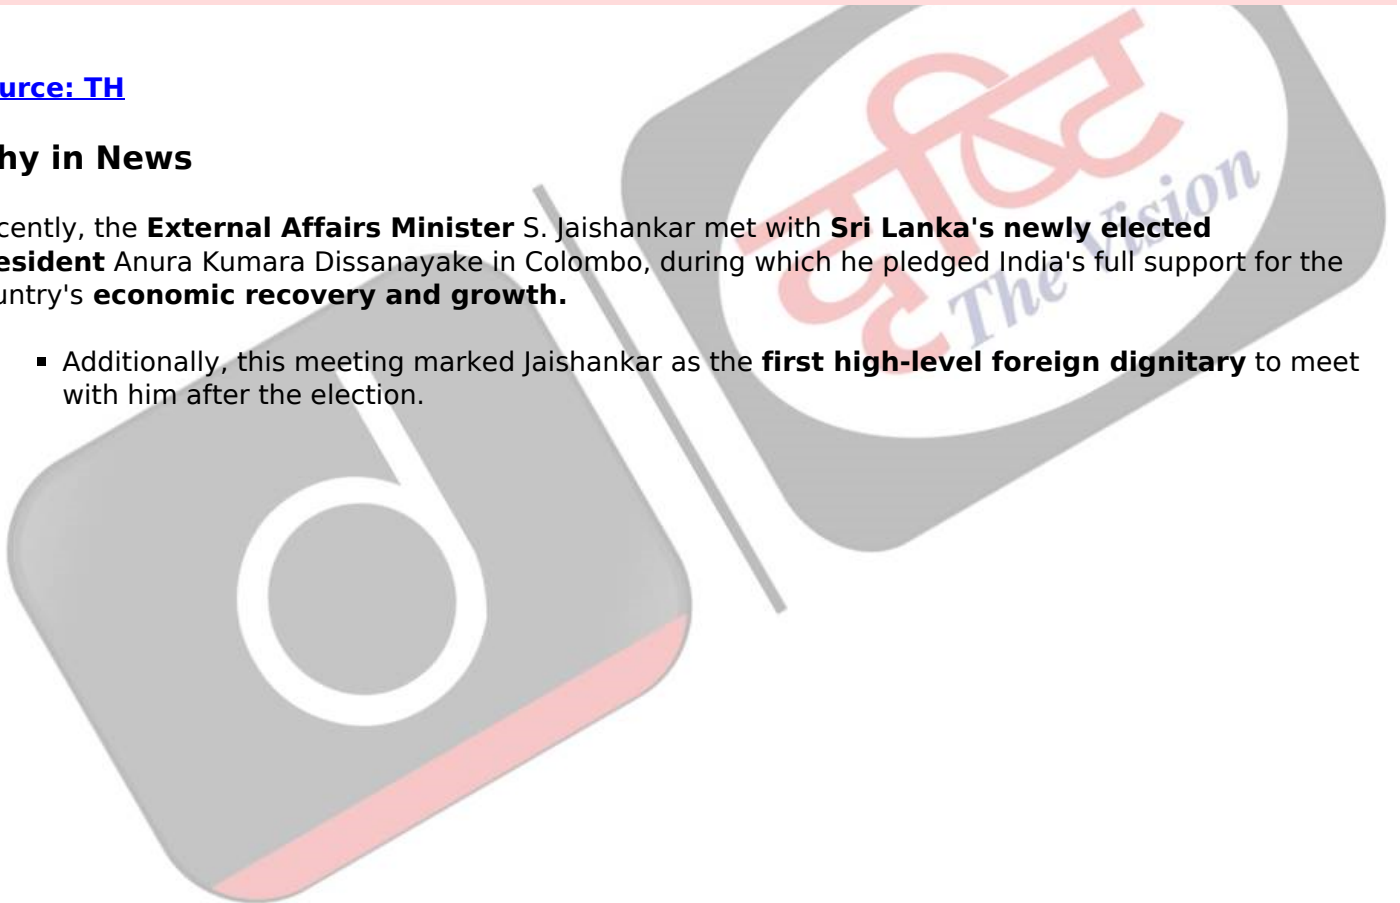 urce: TH
hy in News
cently, the External Affairs Minister S. Jaishankar met with Sri Lanka's newly elected
esident Anura Kumara Dissanayake in Colombo, during which he pledged India's full support for the
untry's economic recovery and growth.
▪ Additionally, this meeting marked Jaishankar as the first high-level foreign dignitary to meet
with him after the election.
दृष्टि
The Vision